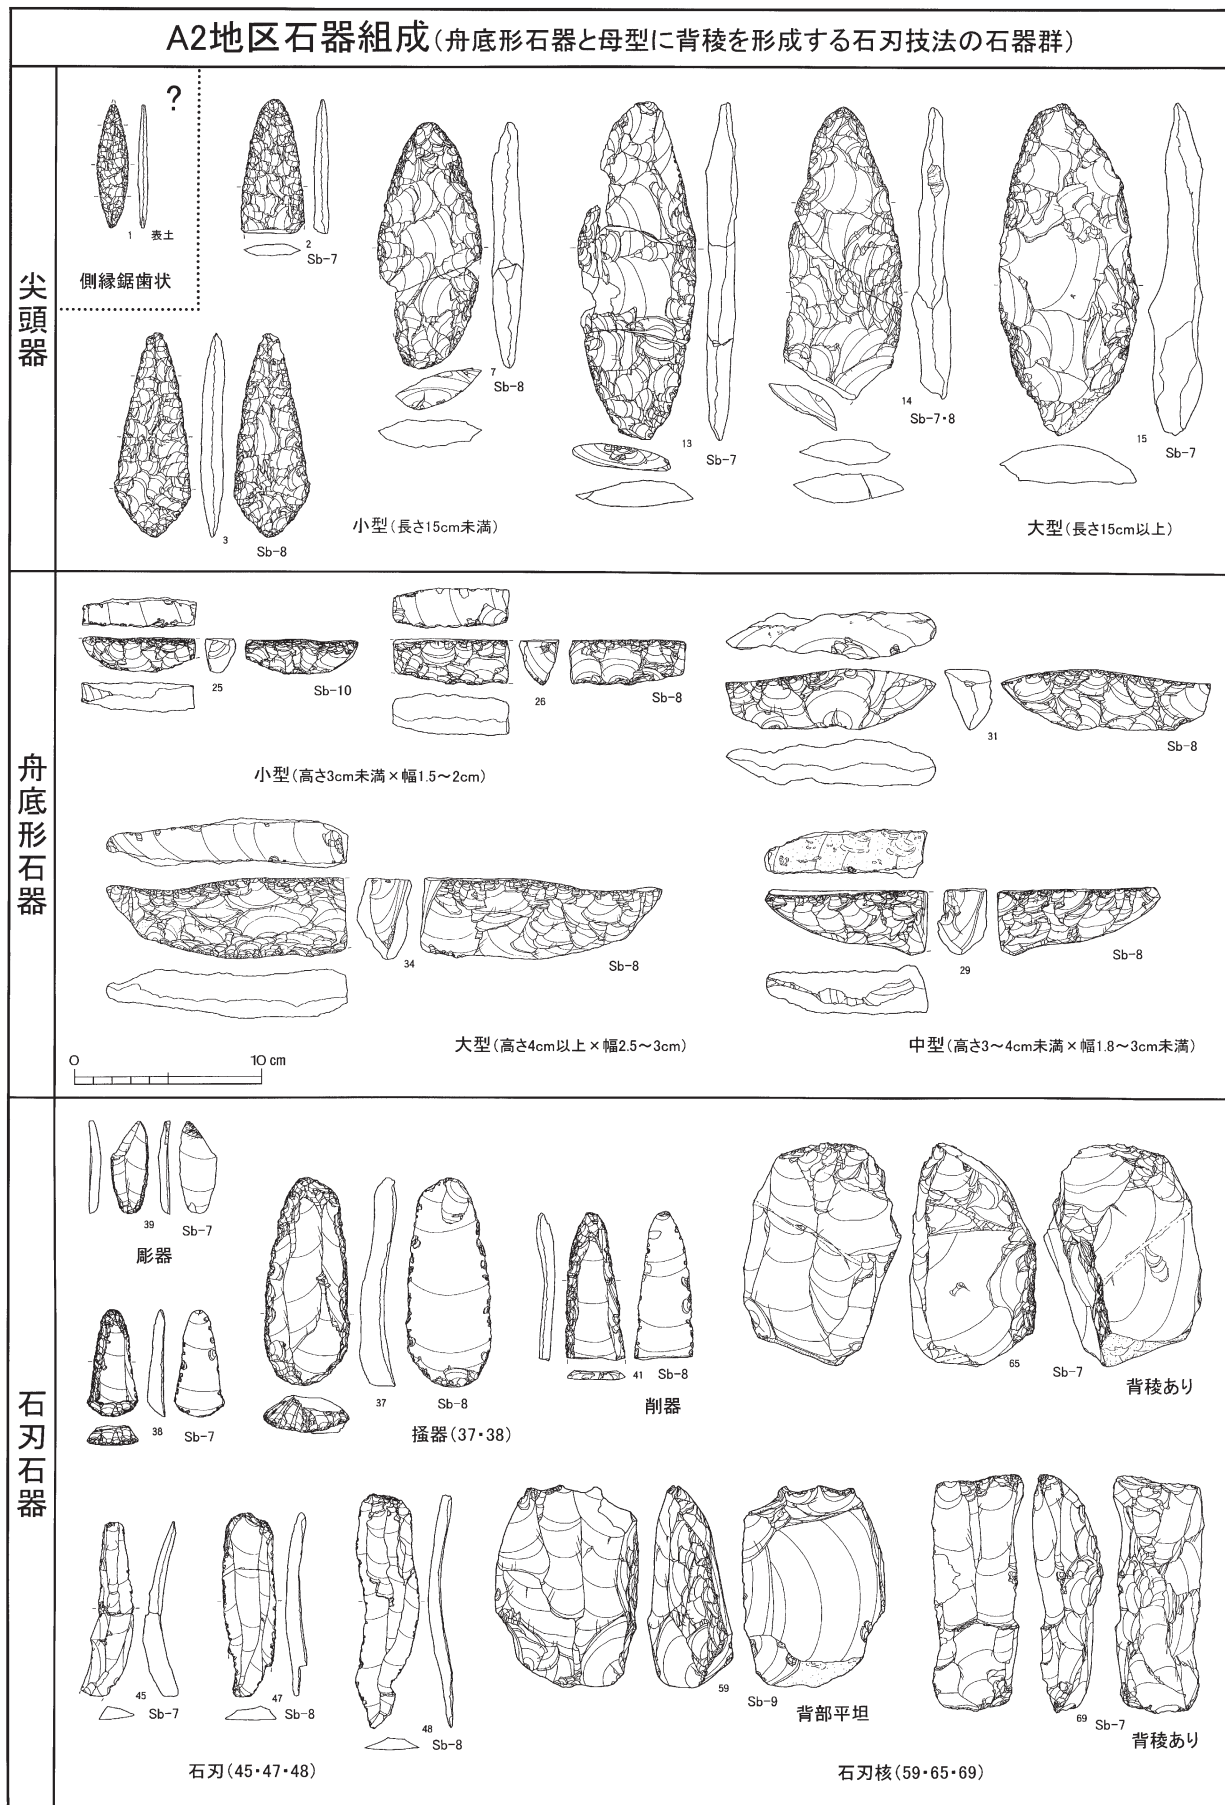 A2地区石器組成(舟底形石器と母型に背稜を形成する石刃技法の石器群)
尖頭器
?
1 表土
側縁鋸歯状
2
Sb-7
3
Sb-8
7
Sb-8
小型(長さ15cm未満)
13
Sb-7
14
Sb-7・8
15
Sb-7
大型(長さ15cm以上)
舟底形石器
25
Sb-10
26
Sb-8
小型(高さ3cm未満×幅1.5～2cm)
31
Sb-8
34
Sb-8
大型(高さ4cm以上×幅2.5～3cm)
29
Sb-8
中型(高さ3～4cm未満×幅1.8～3cm未満)
0 10 cm
石刃石器
39
Sb-7
彫器
38
Sb-7
37
Sb-8
掻器(37・38)
41
Sb-8
削器
65
Sb-7
背稜あり
45
Sb-7
47
Sb-8
48
Sb-8
石刃(45・47・48)
59
Sb-9
背部平坦
69
Sb-7
背稜あり
石刃核(59・65・69)